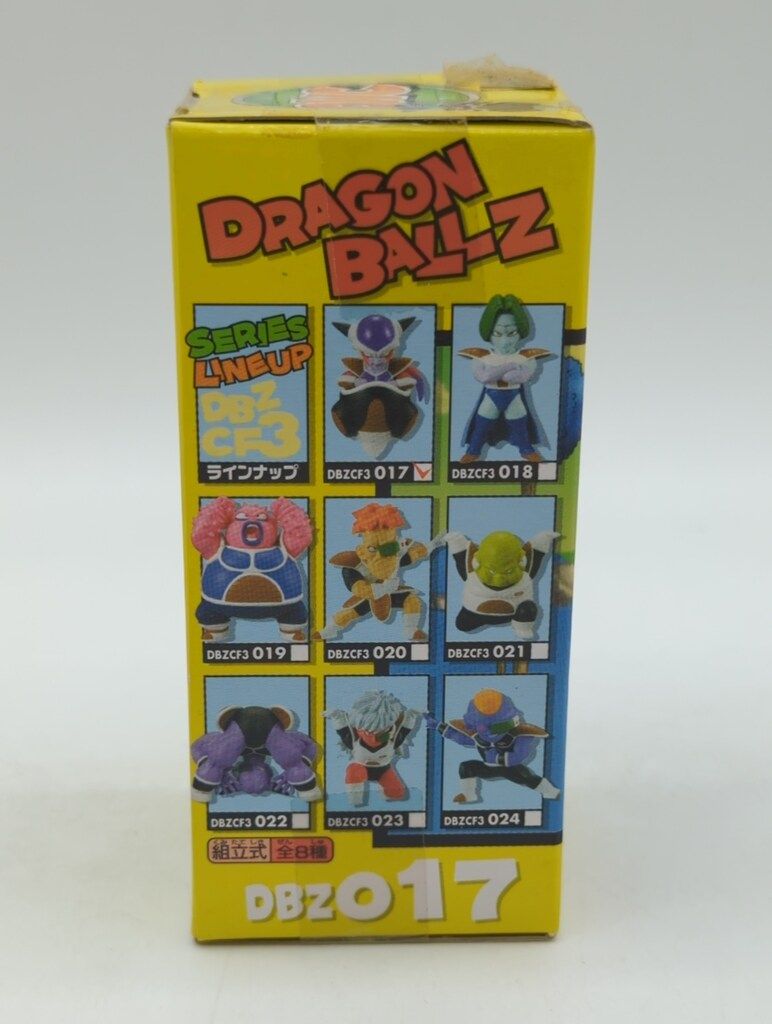 DRAGON
BALL Z
SERIES
LINEUP
DBZ
CF3
ラインナップ
DBZCF3 017
DBZCF3 018
DBZCF3 019
DBZCF3 020
DBZCF3 021
DBZCF3 022
DBZCF3 023
DBZCF3 024
組立式 全8種
DBZ017